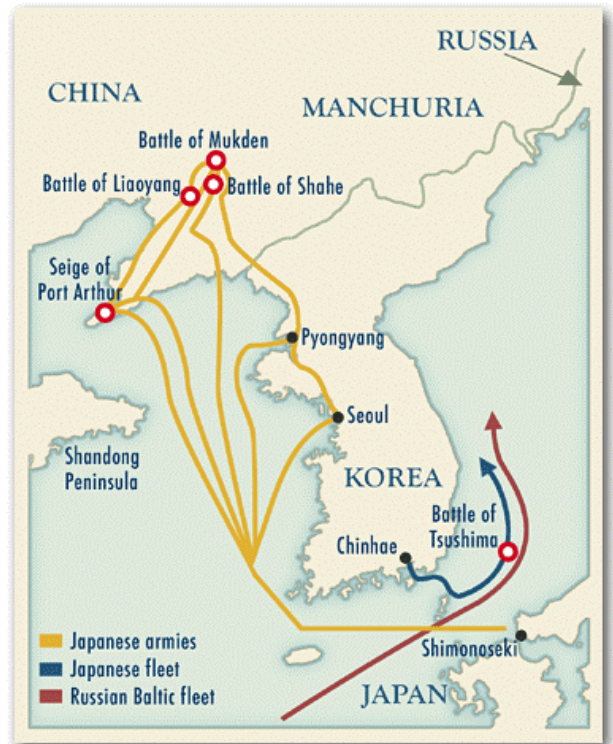 RUSSIA
CHINA
MANCHURIA
Battle of Mukden
Battle of Liaoyang
Battle of Shahe
Seige of
Port Arthur
Pyongyang
Seoul
Shandong
Peninsula
KOREA
Battle of
Tsushima
Chinhae
Japanese armies
Shimonoseki
Japanese fleet
Russian Baltic fleet
JAPAN